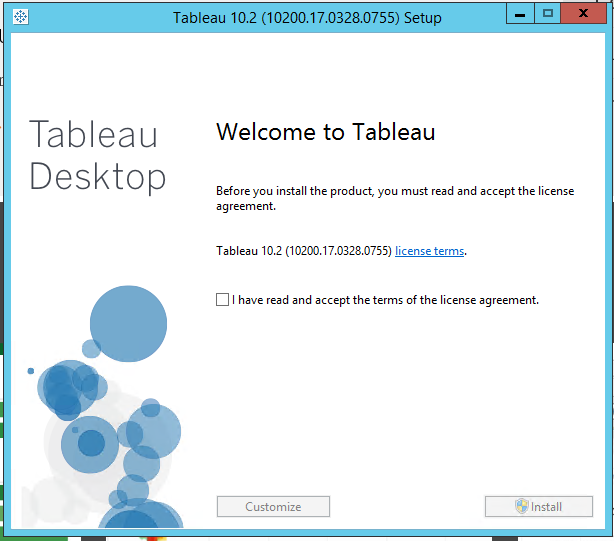 Tableau 10.2 (10200.17.0328.0755) Setup
Tableau
Desktop
Welcome to Tableau
Before you install the product, you must read and accept the license
agreement.
Tableau 10.2 (10200.17.0328.0755) license terms.
I have read and accept the terms of the license agreement.
Customize
Install